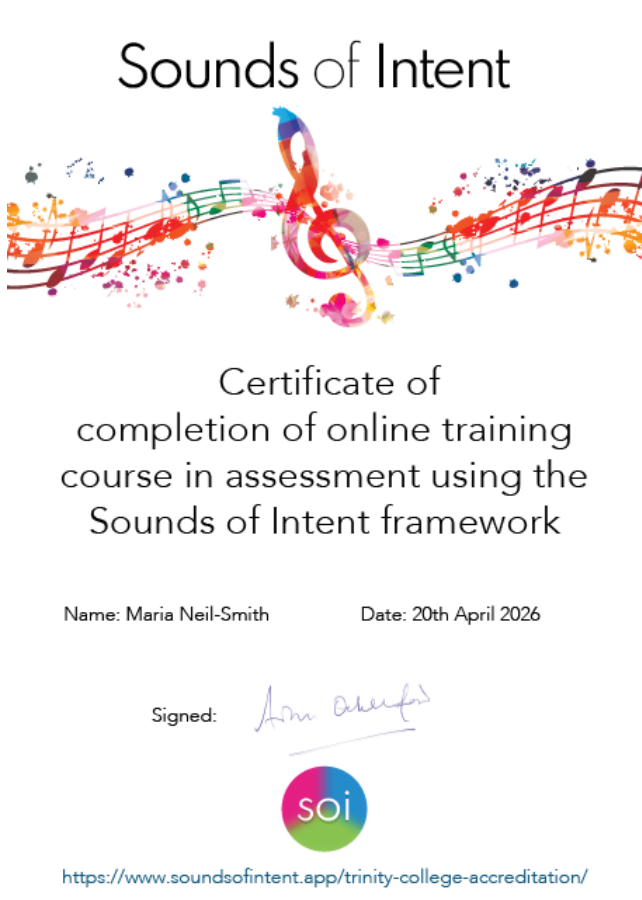 Sounds of Intent
Certificate of
completion of online training
course in assessment using the
Sounds of Intent framework
Name: Maria Neil-Smith Date: 20th April 2026
Signed:
soi
https://www.soundsofintent.app/trinity-college-accreditation/